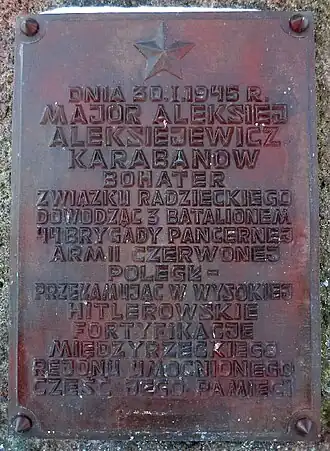 DNIA 30.I.1945 R.
MAJOR ALEKSIEJ
ALEKSIEJEWICZ
KARABANOW
BOHATER
ZWIĄZKU RADZIECKIEGO
DOWODZĄC 3 BATALIONEM
44 BRYGADY PANCERNEJ
ARMII CZERWONEJ
POLEGŁ -
PRZEŁAMUJĄC W WYSOKIEJ
HITLEROWSKIE
FORTYFIKACJE
MIĘDZYRZECKIEGO
REJONU UMOCNIONEGO
CZEŚĆ JEGO PAMIĘCI